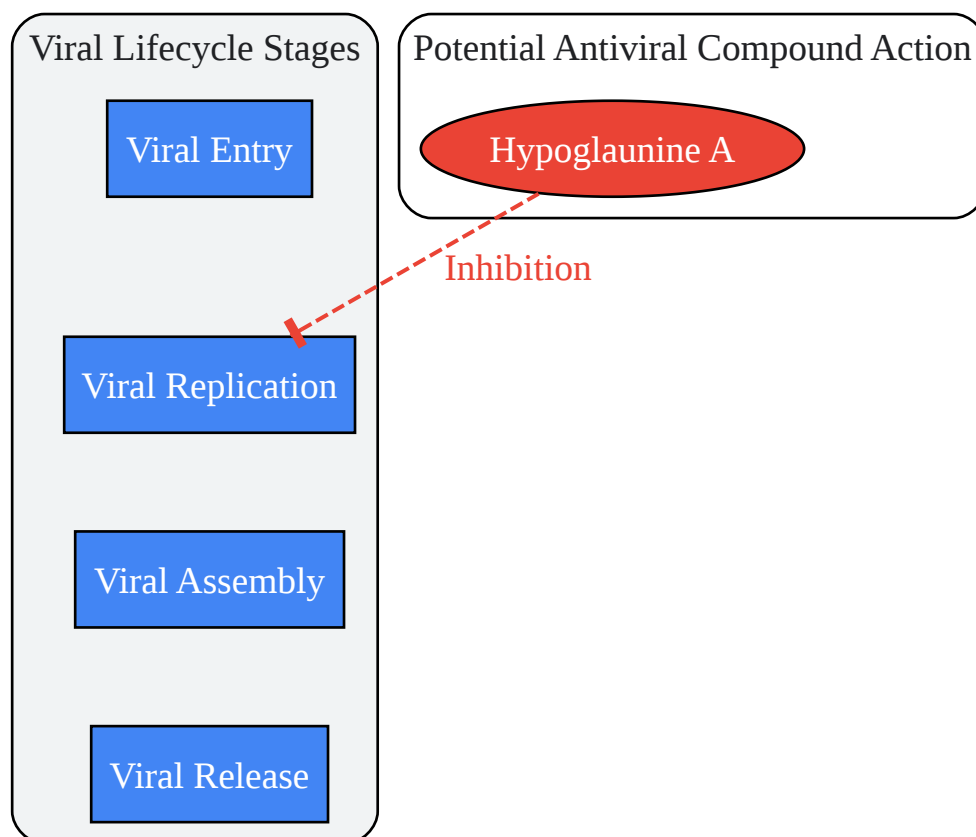 Viral Lifecycle Stages
Viral Entry
Viral Replication
Viral Assembly
Viral Release
Potential Antiviral Compound Action
Hypoglaunine A
Inhibition